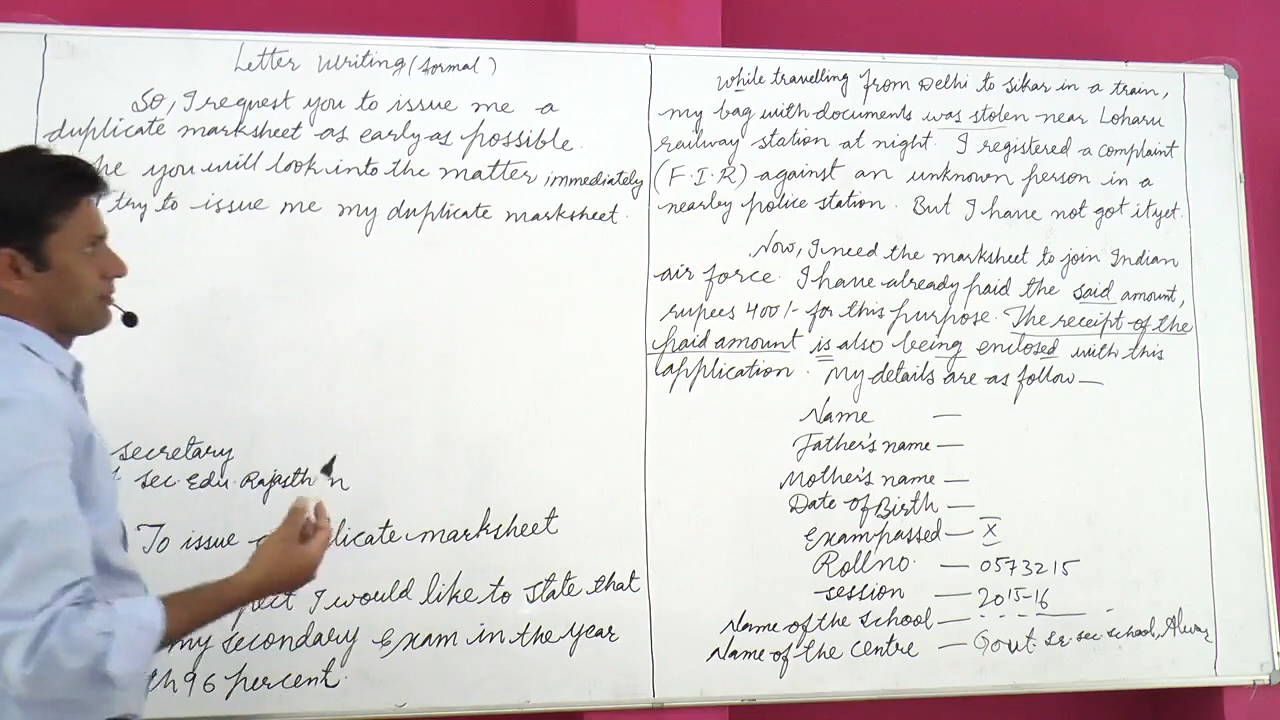 Letter Writing (formal)
So, I request you to issue me a
duplicate marksheet as early as possible.
you will look into the matter immediately
try to issue me my duplicate marksheet.
secretary
sec. Edu. Rajasth n
To issue licate marksheet
pect I would like to state that
my secondary Exam in the year
th 96 percent.
While travelling from Delhi to Sikar in a train,
my bag with documents was stolen near Loharu
railway station at night. I registered a complaint
(F.I.R) against an unknown person in a
nearby police station. But I have not got it yet.
Now, I need the marksheet to join Indian
air force. I have already paid the said amount,
rupees 400/- for this purpose. The receipt of the
paid amount is also being enclosed with this
application. My details are as follow—
Name —
Father's name —
Mother's name —
Date of Birth —
Exam passed — X
Roll no. — 0573215
session — 2015-16
Name of the school —
Name of the centre — Govt. Sr. sec. school, Alwar